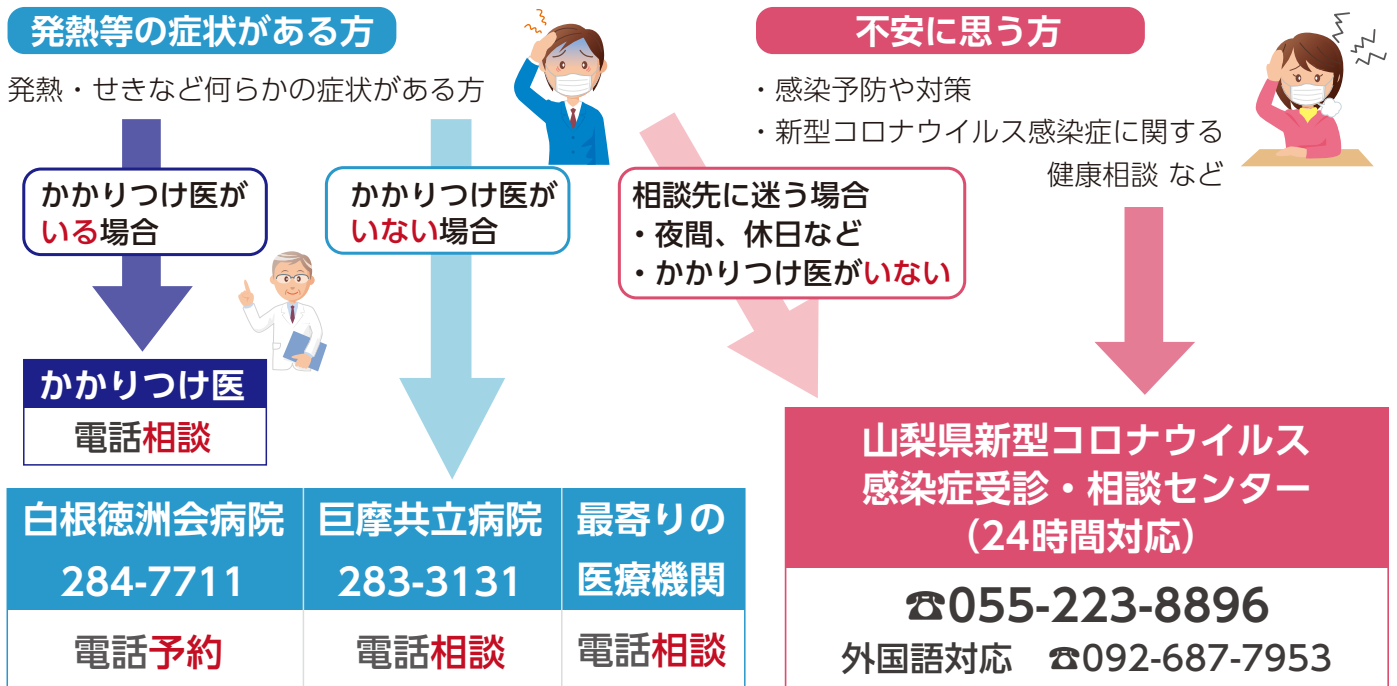 発熱等の症状がある方
発熱・せきなど何らかの症状がある方
かかりつけ医が
いる場合
かかりつけ医が
いない場合
相談先に迷う場合
・夜間、休日など
・かかりつけ医がいない
かかりつけ医
電話相談
白根徳洲会病院
284-7711
電話予約
巨摩共立病院
283-3131
電話相談
最寄りの
医療機関
電話相談
不安に思う方
・感染予防や対策
・新型コロナウイルス感染症に関する
健康相談 など
山梨県新型コロナウイルス
感染症受診・相談センター
(24時間対応)
☎055-223-8896
外国語対応 ☎092-687-7953